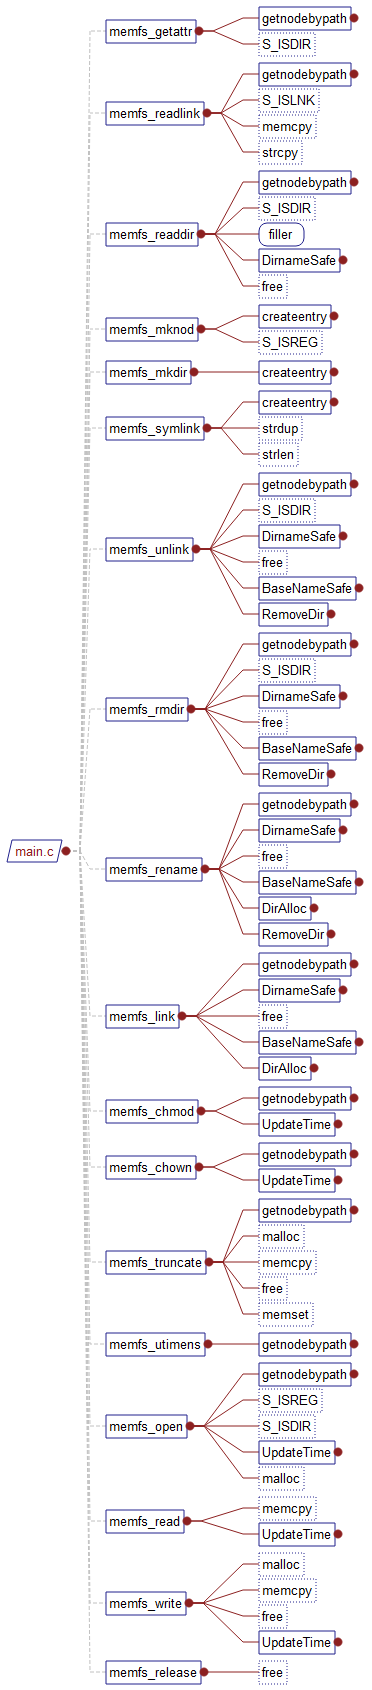 memfs_getattr
getnodebypath
S_ISDIR
memfs_readlink
getnodebypath
S_ISLNK
memcpy
strcpy
memfs_readdir
getnodebypath
S_ISDIR
filler
DirnameSafe
free
memfs_mknod
createentry
S_ISREG
memfs_mkdir
createentry
memfs_symlink
createentry
strdup
strlen
memfs_unlink
getnodebypath
S_ISDIR
DirnameSafe
free
BaseNameSafe
RemoveDir
memfs_rmdir
getnodebypath
S_ISDIR
DirnameSafe
free
BaseNameSafe
RemoveDir
main.c
memfs_rename
getnodebypath
DirnameSafe
free
BaseNameSafe
DirAlloc
RemoveDir
memfs_link
getnodebypath
DirnameSafe
free
BaseNameSafe
DirAlloc
memfs_chmod
getnodebypath
UpdateTime
memfs_chown
getnodebypath
UpdateTime
memfs_truncate
getnodebypath
malloc
memcpy
free
memset
memfs_utimens
getnodebypath
memfs_open
getnodebypath
S_ISREG
S_ISDIR
UpdateTime
malloc
memfs_read
memcpy
UpdateTime
memfs_write
malloc
memcpy
free
UpdateTime
memfs_release
free